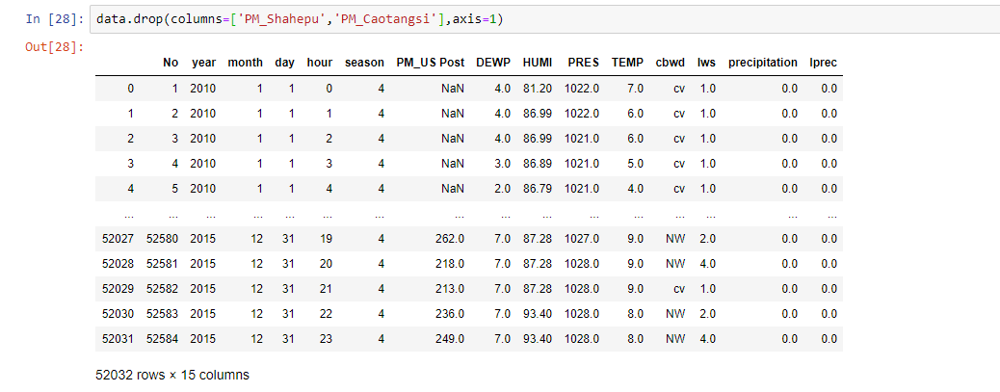 In [28]: data.drop(columns=['PM_Shahepu','PM_Caotangsi'],axis=1)
Out[28]:
No year month day hour season PM_US Post DEWP HUMI PRES TEMP cbwd Iws precipitation Iprec
0 1 2010 1 1 0 4 NaN 4.0 81.20 1022.0 7.0 cv 1.0 0.0 0.0
1 2 2010 1 1 1 4 NaN 4.0 86.99 1022.0 6.0 cv 1.0 0.0 0.0
2 3 2010 1 1 2 4 NaN 4.0 86.99 1021.0 6.0 cv 1.0 0.0 0.0
3 4 2010 1 1 3 4 NaN 3.0 86.89 1021.0 5.0 cv 1.0 0.0 0.0
4 5 2010 1 1 4 4 NaN 2.0 86.79 1021.0 4.0 cv 1.0 0.0 0.0
... ... ... ... ... ... ... ... ... ... ... ... ... ... ... ...
52027 52580 2015 12 31 19 4 262.0 7.0 87.28 1027.0 9.0 NW 2.0 0.0 0.0
52028 52581 2015 12 31 20 4 218.0 7.0 87.28 1028.0 9.0 NW 4.0 0.0 0.0
52029 52582 2015 12 31 21 4 213.0 7.0 87.28 1028.0 9.0 cv 1.0 0.0 0.0
52030 52583 2015 12 31 22 4 236.0 7.0 93.40 1028.0 8.0 NW 2.0 0.0 0.0
52031 52584 2015 12 31 23 4 249.0 7.0 93.40 1028.0 8.0 NW 4.0 0.0 0.0
52032 rows × 15 columns